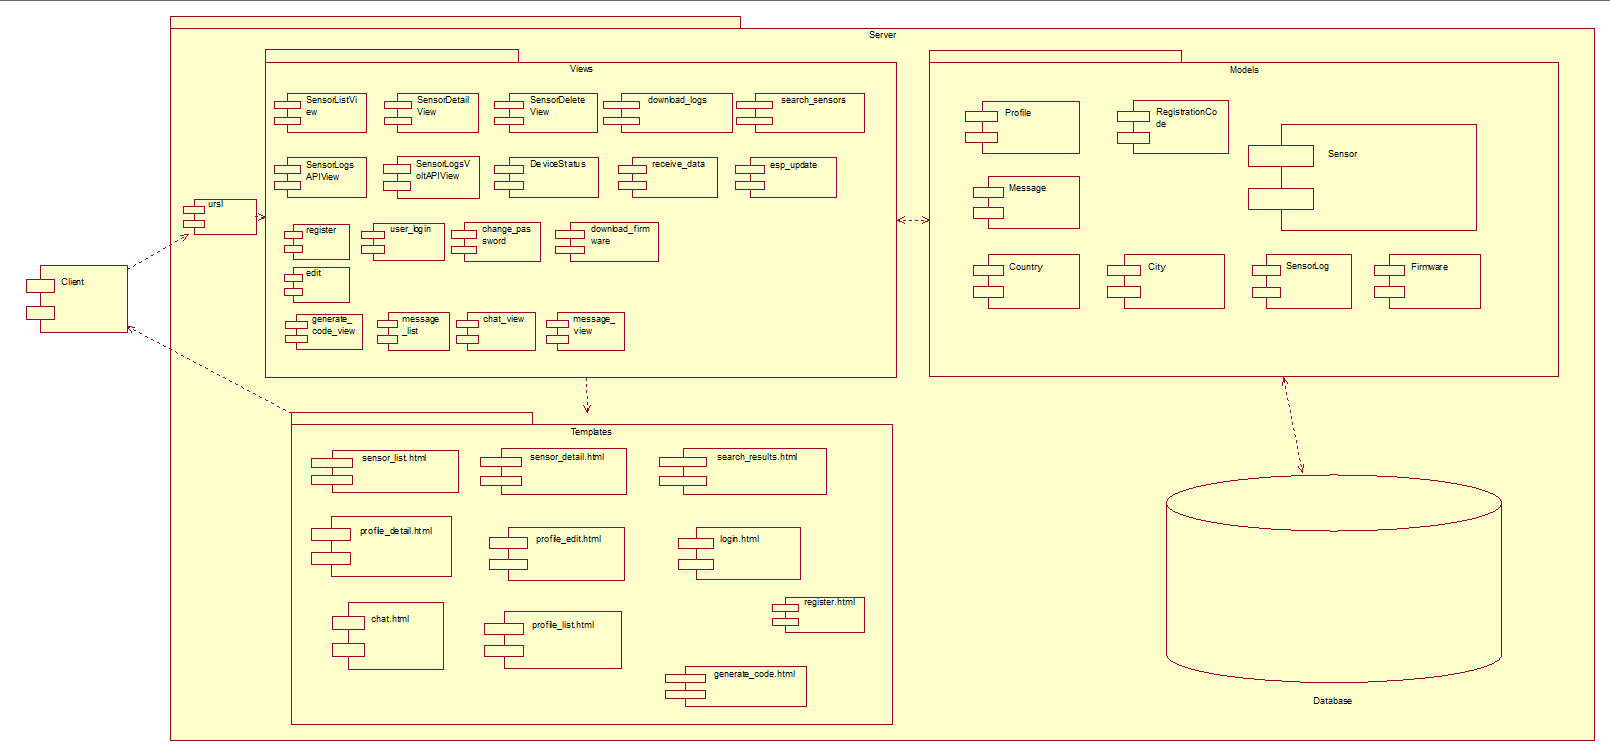 Server
Views
SensorListVi
ew
SensorDetail
View
SensorDelete
View
download_logs
search_sensors
SensorLogs
APIView
SensorLogsV
oltAPIView
DeviceStatus
receive_data
esp_update
ursl
register
user_login
change_pas
sword
download_firm
ware
edit
generate_
code_view
message
_list
chat_view
message_
view
Client
Models
Profile
RegistrationCo
de
Sensor
Message
Country
City
SensorLog
Firmware
Templates
sensor_list.html
sensor_detail.html
search_results.html
profile_detail.html
profile_edit.html
login.html
register.html
chat.html
profile_list.html
generate_code.html
Database